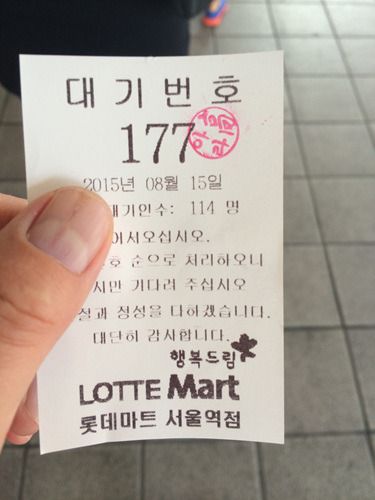 대기번호
177
2015년 08월 15일
대기인수: 114 명
어서오십시오.
순으로 처리하오니
기다려 주십시오
정성을 다하겠습니다.
대단히 감사합니다.
행복드림
LOTTE Mart
롯데마트 서울역점